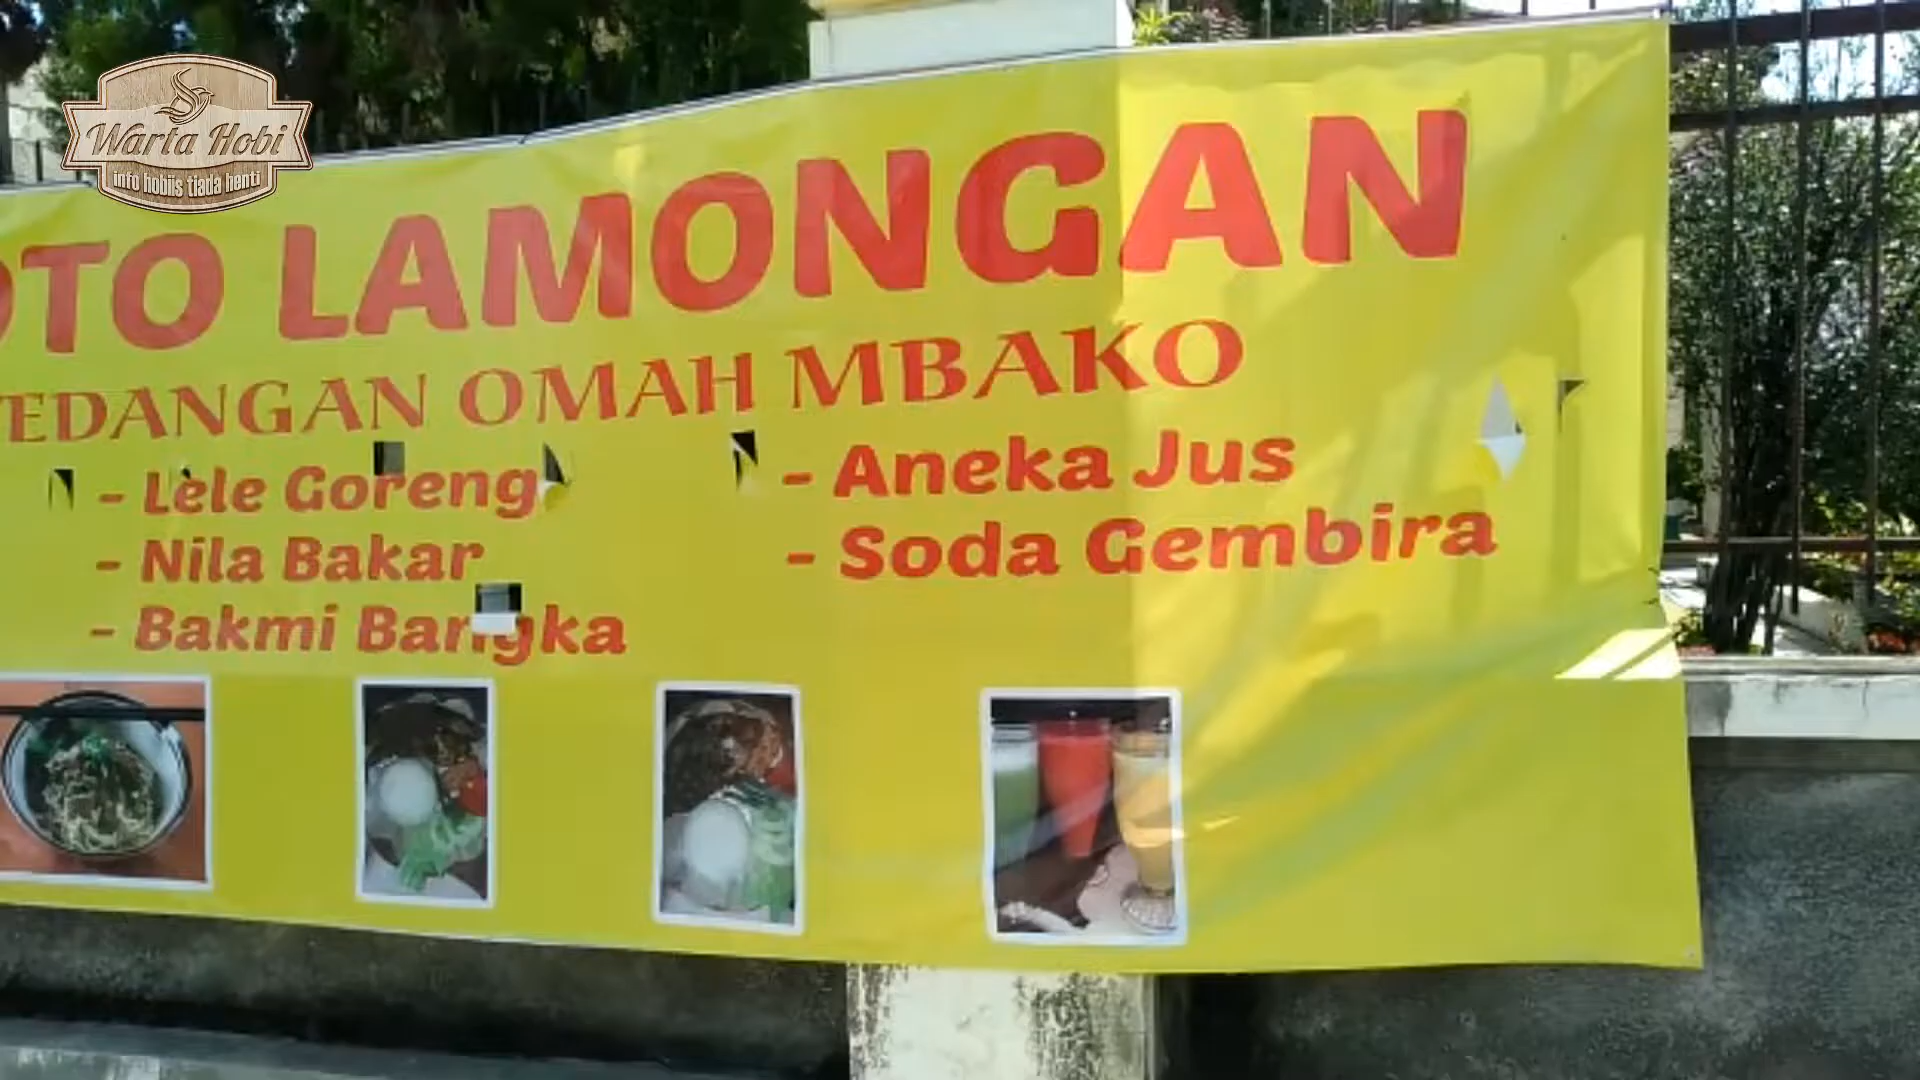 Warta Hobi
info hobiis tiada henti
OTO LAMONGAN
WEDANGAN OMAH MBAKO
- Lele Goreng
- Nila Bakar
- Bakmi Bangka
- Aneka Jus
- Soda Gembira